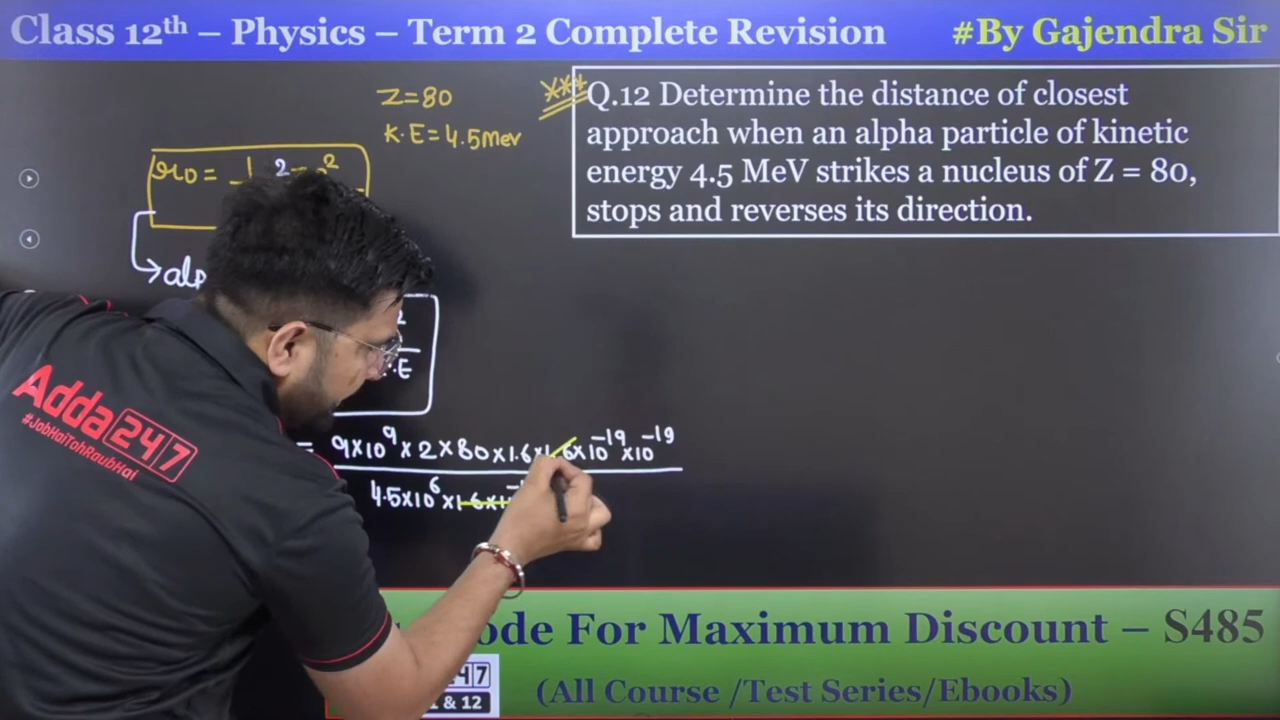 Class 12th – Physics – Term 2 Complete Revision #By Gajendra Sir
Z=80
K.E=4.5Mev
Q.12 Determine the distance of closest
approach when an alpha particle of kinetic
energy 4.5 MeV strikes a nucleus of Z = 80,
stops and reverses its direction.
= 9×10⁹×2×80×1.6×1.6×10⁻¹⁹×10⁻¹⁹
4.5×10⁶×1.6×1
Adda247
#JobHaiTohRaubHai
ode For Maximum Discount – S485
(All Course /Test Series/Ebooks)
& 12